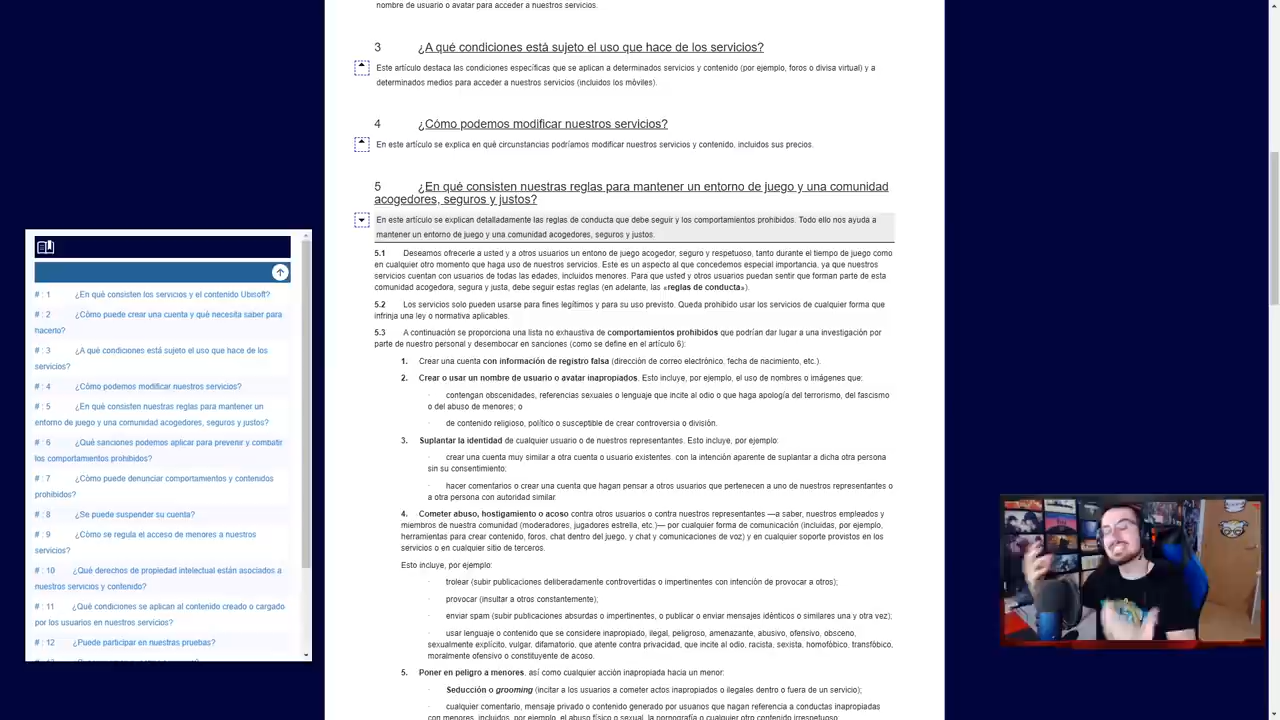 nombre de usuario o avatar para acceder a nuestros servicios.
3 ¿A qué condiciones está sujeto el uso que hace de los servicios?
Este artículo destaca las condiciones específicas que se aplican a determinados servicios y contenido (por ejemplo, foros o divisa virtual) y a
determinados medios para acceder a nuestros servicios (incluidos los móviles).
4 ¿Cómo podemos modificar nuestros servicios?
En este artículo se explica en qué circunstancias podríamos modificar nuestros servicios y contenido, incluidos sus precios.
5 ¿En qué consisten nuestras reglas para mantener un entorno de juego y una comunidad
acogedores, seguros y justos?
En este artículo se explican detalladamente las reglas de conducta que debe seguir y los comportamientos prohibidos. Todo ello nos ayuda a
mantener un entorno de juego y una comunidad acogedores, seguros y justos.
5.1 Deseamos ofrecerle a usted y a otros usuarios un entorno de juego acogedor, seguro y respetuoso, tanto durante el tiempo de juego como
en cualquier otro momento que haga uso de nuestros servicios. Este es un aspecto al que concedemos especial importancia, ya que nuestros
servicios cuentan con usuarios de todas las edades, incluidos menores. Para que usted y otros usuarios puedan sentir que forman parte de esta
comunidad acogedora, segura y justa, debe seguir estas reglas (en adelante, las «reglas de conducta»).
5.2 Los servicios solo pueden usarse para fines legítimos y para su uso previsto. Queda prohibido usar los servicios de cualquier forma que
infrinja una ley o normativa aplicables.
5.3 A continuación se proporciona una lista no exhaustiva de comportamientos prohibidos que podrían dar lugar a una investigación por
parte de nuestro personal y desembocar en sanciones (como se define en el artículo 6):
1. Crear una cuenta con información de registro falsa (dirección de correo electrónico, fecha de nacimiento, etc.).
2. Crear o usar un nombre de usuario o avatar inapropiados. Esto incluye, por ejemplo, el uso de nombres o imágenes que:
· contengan obscenidades, referencias sexuales o lenguaje que incite al odio o que haga apología del terrorismo, del fascismo
o del abuso de menores; o
· de contenido religioso, político o susceptible de crear controversia o división.
3. Suplantar la identidad de cualquier usuario o de nuestros representantes. Esto incluye, por ejemplo:
· crear una cuenta muy similar a otra cuenta o usuario existentes, con la intención aparente de suplantar a dicha otra persona
sin su consentimiento;
· hacer comentarios o crear una cuenta que hagan pensar a otros usuarios que pertenecen a uno de nuestros representantes o
a otra persona con autoridad similar.
4. Cometer abuso, hostigamiento o acoso contra otros usuarios o contra nuestros representantes —a saber, nuestros empleados y
miembros de nuestra comunidad (moderadores, jugadores estrella, etc.)— por cualquier forma de comunicación (incluidas, por ejemplo,
herramientas para crear contenido, foros, chat dentro del juego, y chat y comunicaciones de voz) y en cualquier soporte provistos en los
servicios o en cualquier sitio de terceros.
Esto incluye, por ejemplo:
· trolear (subir publicaciones deliberadamente controvertidas o impertinentes con intención de provocar a otros);
· provocar (insultar a otros constantemente);
· enviar spam (subir publicaciones absurdas o impertinentes, o publicar o enviar mensajes idénticos o similares una y otra vez);
· usar lenguaje o contenido que se considere inapropiado, ilegal, peligroso, amenazante, abusivo, ofensivo, obsceno,
sexualmente explícito, vulgar, difamatorio, que atente contra privacidad, que incite al odio, racista, sexista, homofóbico, transfóbico,
moralmente ofensivo o constituyente de acoso.
5. Poner en peligro a menores, así como cualquier acción inapropiada hacia un menor:
· Seducción o grooming (incitar a los usuarios a cometer actos inapropiados o ilegales dentro o fuera de un servicio);
· cualquier comentario, mensaje privado o contenido generado por usuarios que hagan referencia a conductas inapropiadas
con menores, incluidos, por ejemplo, el abuso físico o sexual, la pornografía o cualquier otro contenido irrespetuoso
#: 1 ¿En qué consisten los servicios y el contenido Ubisoft?
#: 2 ¿Cómo puede crear una cuenta y qué necesita saber para
hacerlo?
#: 3 ¿A qué condiciones está sujeto el uso que hace de los
servicios?
#: 4 ¿Cómo podemos modificar nuestros servicios?
#: 5 ¿En qué consisten nuestras reglas para mantener un
entorno de juego y una comunidad acogedores, seguros y justos?
#: 6 ¿Qué sanciones podemos aplicar para prevenir y combatir
los comportamientos prohibidos?
#: 7 ¿Cómo puede denunciar comportamientos y contenidos
prohibidos?
#: 8 ¿Se puede suspender su cuenta?
#: 9 ¿Cómo se regula el acceso de menores a nuestros
servicios?
#: 10 ¿Qué derechos de propiedad intelectual están asociados a
nuestros servicios y contenido?
#: 11 ¿Qué condiciones se aplican al contenido creado o cargado
por los usuarios en nuestros servicios?
#: 12 ¿Puede participar en nuestras pruebas?